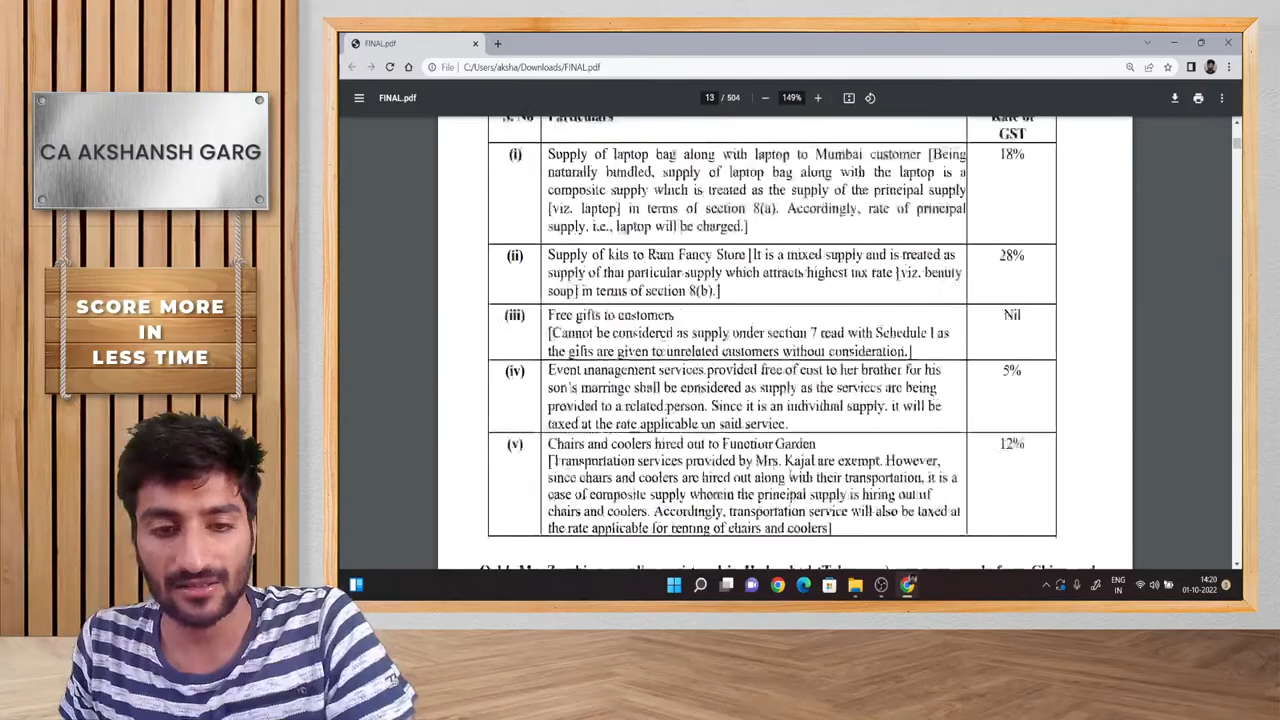 CA AKSHANSH GARG
SCORE MORE
IN
LESS TIME
FINAL.pdf
File C:/Users/aksha/Downloads/FINAL.pdf
FINAL.pdf 13 / 504 149%
S. No Particulars Rate of
GST
(i) Supply of laptop bag along with laptop to Mumbai customer [Being 18%
naturally bundled, supply of laptop bag along with the laptop is a
composite supply which is treated as the supply of the principal supply
[viz. laptop] in terms of section 8(a). Accordingly, rate of principal
supply, i.e., laptop will be charged.]
(ii) Supply of kits to Ram Fancy Store [It is a mixed supply and is treated as 28%
supply of that particular supply which attracts highest tax rate [viz. beauty
soap] in terms of section 8(b).]
(iii) Free gifts to customers Nil
[Cannot be considered as supply under section 7 read with Schedule I as
the gifts are given to unrelated customers without consideration.]
(iv) Event management services provided free of cost to her brother for his 5%
son's marriage shall be considered as supply as the services are being
provided to a related person. Since it is an individual supply, it will be
taxed at the rate applicable on said service.
(v) Chairs and coolers hired out to Function Garden 12%
[Transportation services provided by Mrs. Kajal are exempt. However,
since chairs and coolers are hired out along with their transportation, it is a
case of composite supply wherein the principal supply is hiring out of
chairs and coolers. Accordingly, transportation service will also be taxed at
the rate applicable for renting of chairs and coolers]
ENG
IN
14:20
01-10-2022